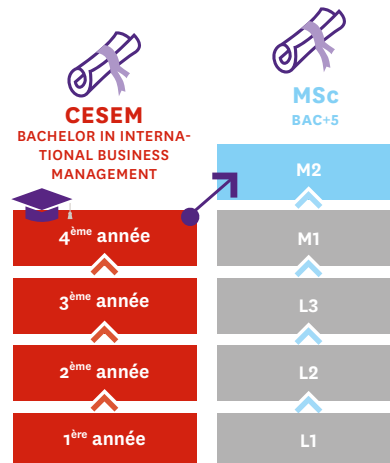 CESEM
BACHELOR IN INTERNA-
TIONAL BUSINESS
MANAGEMENT
4ème année
3ème année
2ème année
1ère année
MSc
BAC+5
M2
M1
L3
L2
L1